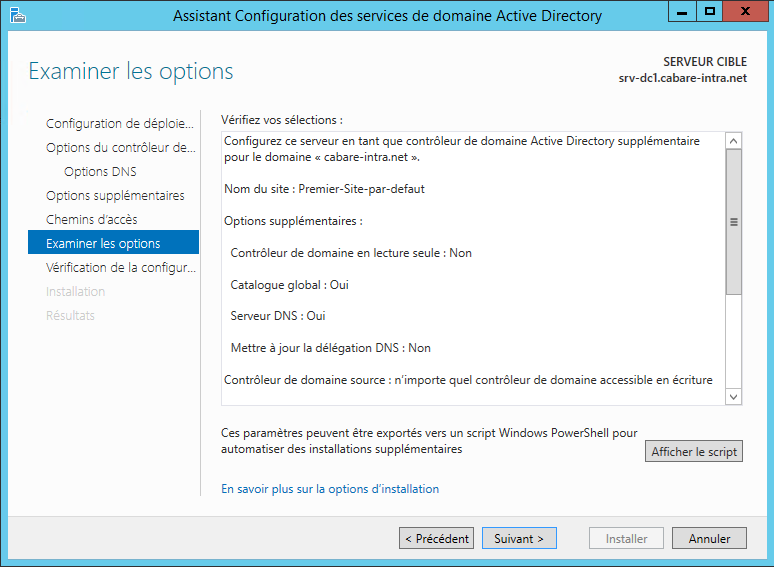 Assistant Configuration des services de domaine Active Directory
Examiner les options
SERVEUR CIBLE
srv-dc1.cabare-intra.net
Configuration de déploie...
Options du contrôleur de...
Options DNS
Options supplémentaires
Chemins d'accès
Examiner les options
Vérification de la configur...
Installation
Résultats
Vérifiez vos sélections :
Configurez ce serveur en tant que contrôleur de domaine Active Directory supplémentaire
pour le domaine « cabare-intra.net ».
Nom du site : Premier-Site-par-defaut
Options supplémentaires :
Contrôleur de domaine en lecture seule : Non
Catalogue global : Oui
Serveur DNS : Oui
Mettre à jour la délégation DNS : Non
Contrôleur de domaine source : n'importe quel contrôleur de domaine accessible en écriture
Ces paramètres peuvent être exportés vers un script Windows PowerShell pour
automatiser des installations supplémentaires
Afficher le script
En savoir plus sur la options d'installation
< Précédent
Suivant >
Installer
Annuler